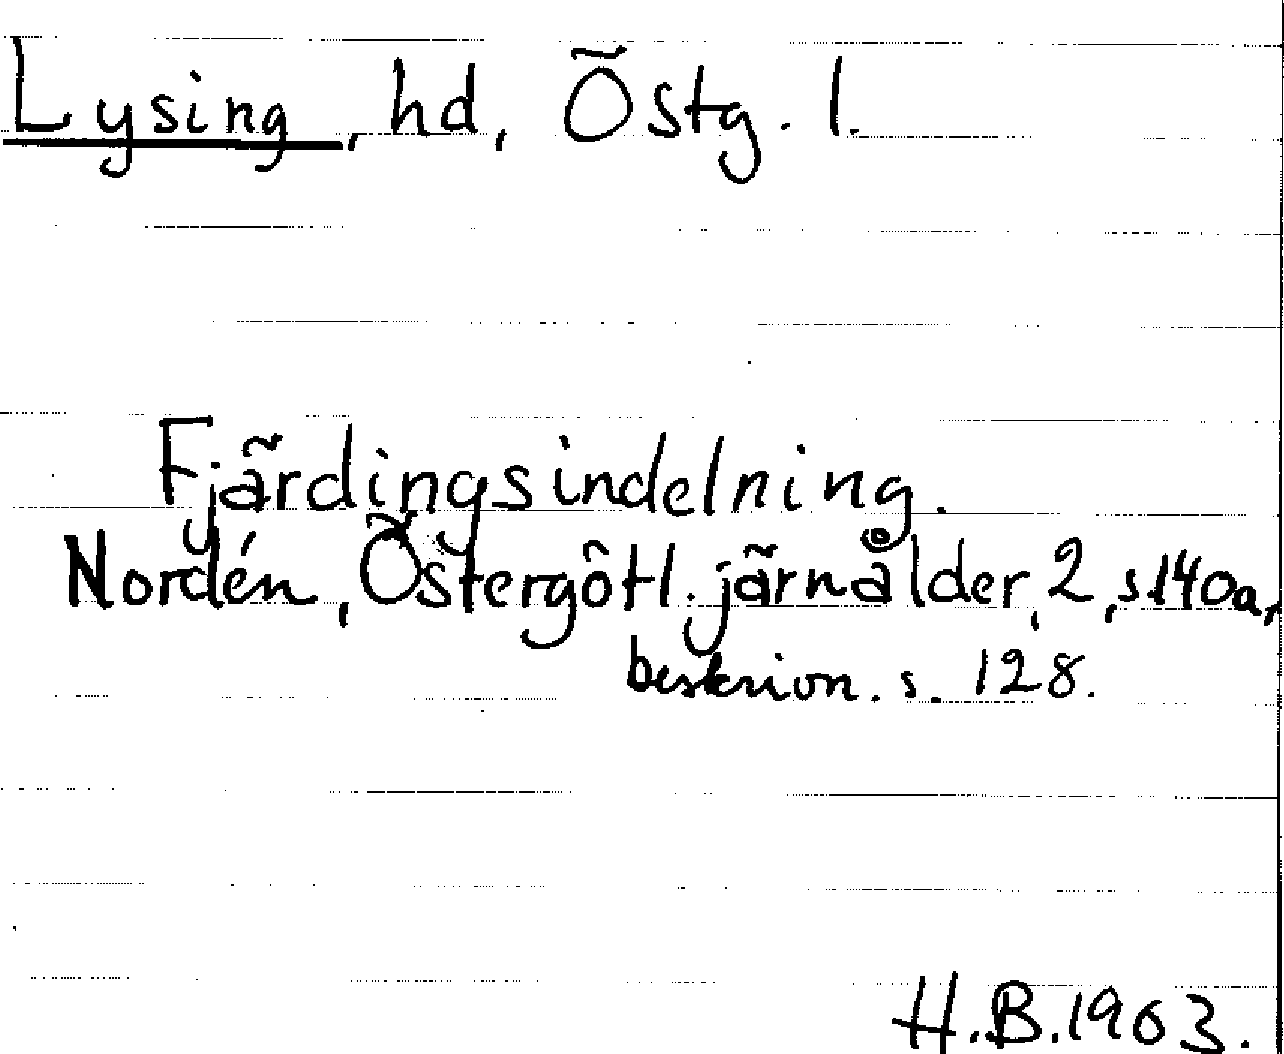 Lysing, hd, Östg. l.
Fjärdingsindelning.
Nordén, Östergötl. järnålder, 2, s. 140a,
beskrivn. s. 128.
H.B. 1963.